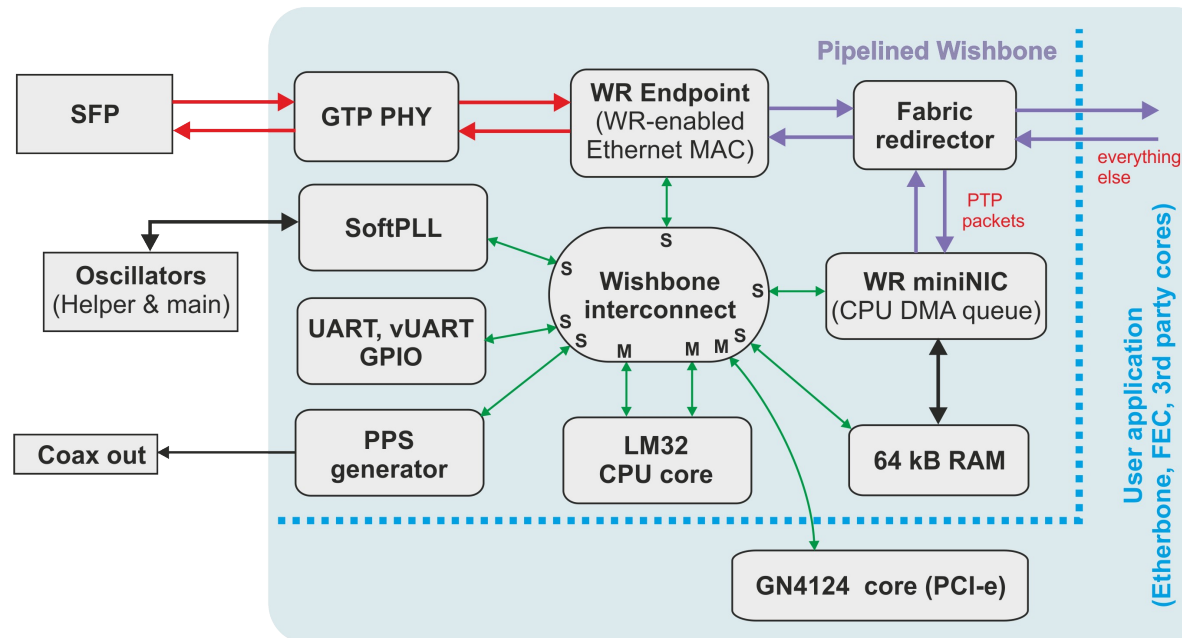 Pipelined Wishbone
SFP
GTP PHY
WR Endpoint
(WR-enabled
Ethernet MAC)
Fabric
redirector
everything
else
PTP
packets
SoftPLL
Oscillators
(Helper & main)
S
S
Wishbone
interconnect
S
S
S
S
M
M
M
WR miniNIC
(CPU DMA queue)
UART, vUART
GPIO
PPS
generator
Coax out
LM32
CPU core
64 kB RAM
GN4124 core (PCI-e)
User application
(Etherbone, FEC, 3rd party cores)